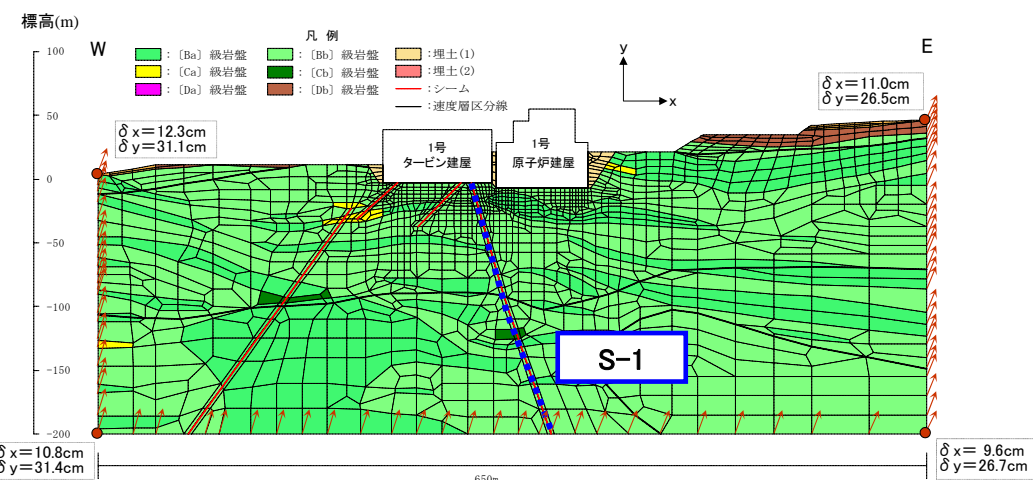 標高(m)
凡 例
100
50
0
-50
-100
-150
-200
W
E
：〔Ba〕級岩盤
：〔Bb〕級岩盤
：埋土(1)
：〔Ca〕級岩盤
：〔Cb〕級岩盤
：埋土(2)
：〔Da〕級岩盤
：〔Db〕級岩盤
：シーム
：速度層区分線
y
x
δx＝11.0cm
δy＝26.5cm
δx＝12.3cm
δy＝31.1cm
1号
タービン建屋
1号
原子炉建屋
S-1
δx＝10.8cm
δy＝31.4cm
δx＝ 9.6cm
δy＝26.7cm
650m